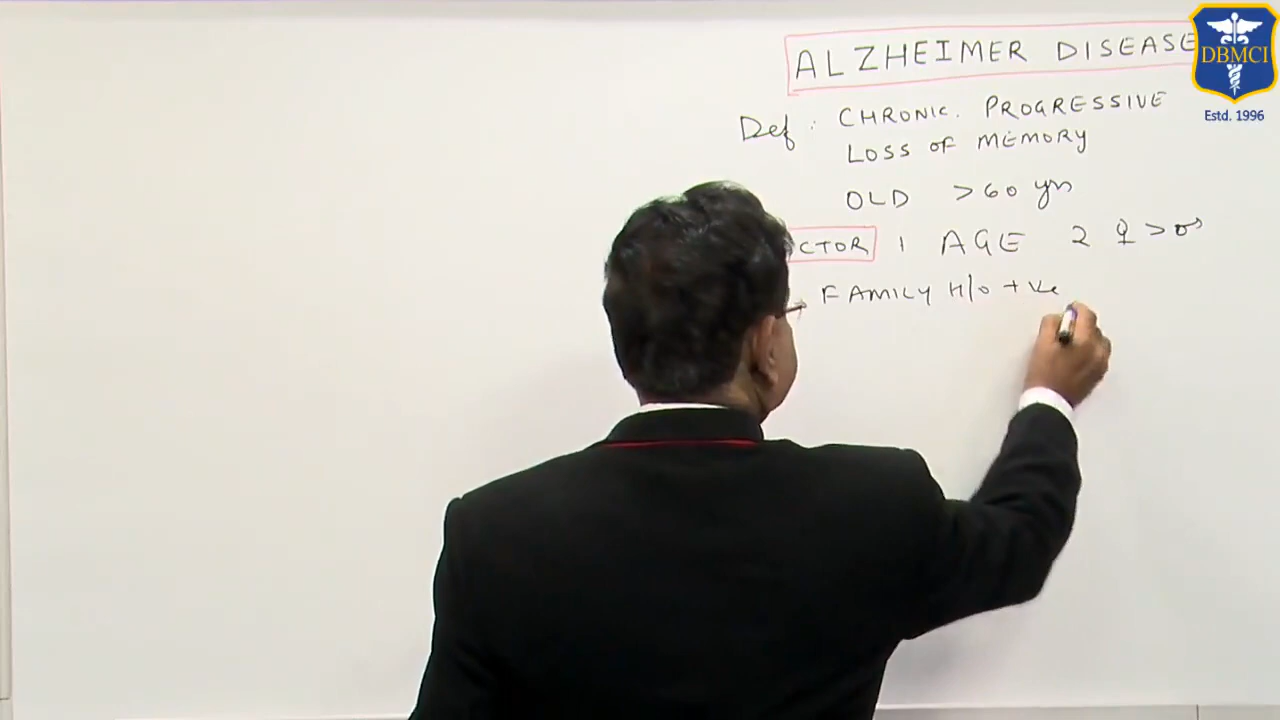 ALZHEIMER DISEASE
DBMCI
Estd. 1996
Def: CHRONIC. PROGRESSIVE
LOSS OF MEMORY
OLD >60 yrs
CTOR 1 AGE 2 ♀ > ♂
→ FAMILY H/O +ve